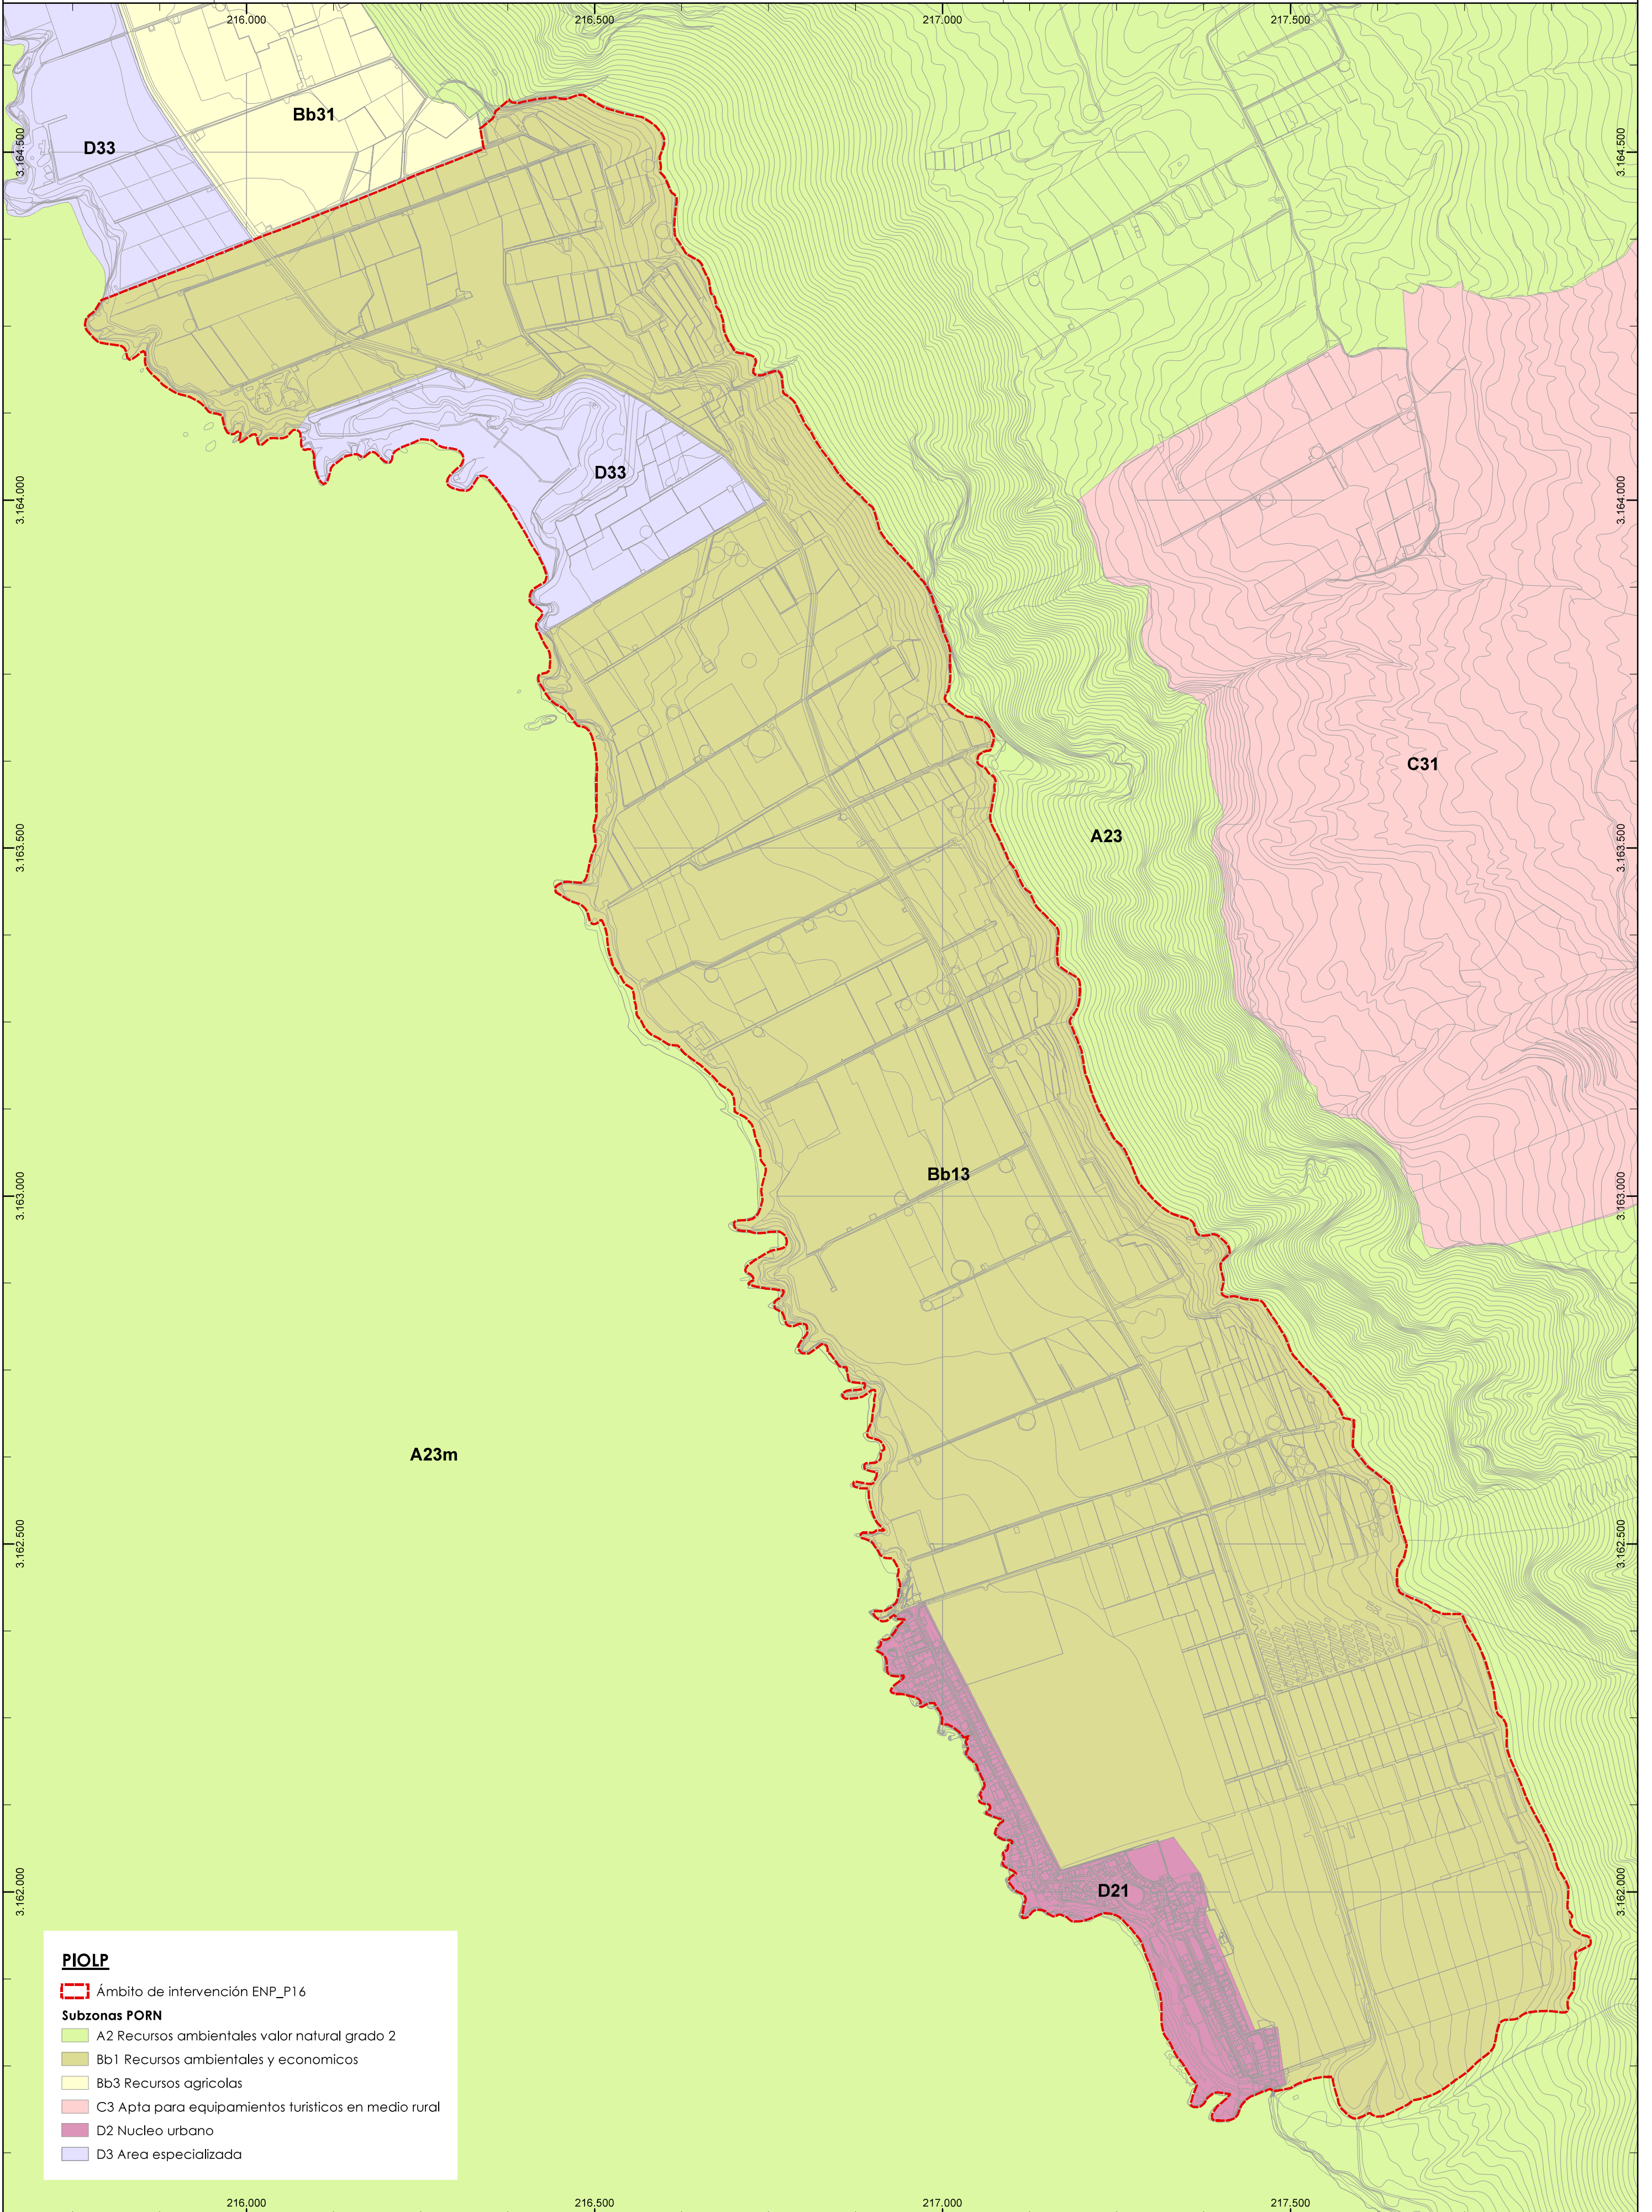 216.000
216.500
217.000
217.500
Bb31
D33
3.164.500
3.164.500
D33
3.164.000
3.164.000
C31
A23
3.163.500
3.163.500
Bb13
3.163.000
3.163.000
A23m
3.162.500
3.162.500
D21
3.162.000
3.162.000
PIOLP
Ámbito de intervención ENP_P16
Subzonas PORN
A2 Recursos ambientales valor natural grado 2
Bb1 Recursos ambientales y economicos
Bb3 Recursos agricolas
C3 Apta para equipamientos turisticos en medio rural
D2 Nucleo urbano
D3 Area especializada
216.000
216.500
217.000
217.500